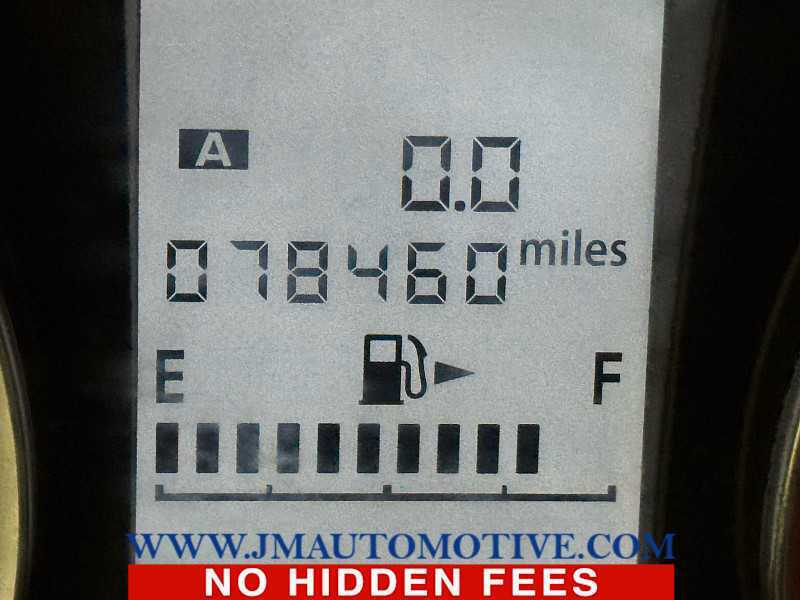 A 0.0
078460 miles
E F
WWW.JMAUTOMOTIVE.COM
NO HIDDEN FEES